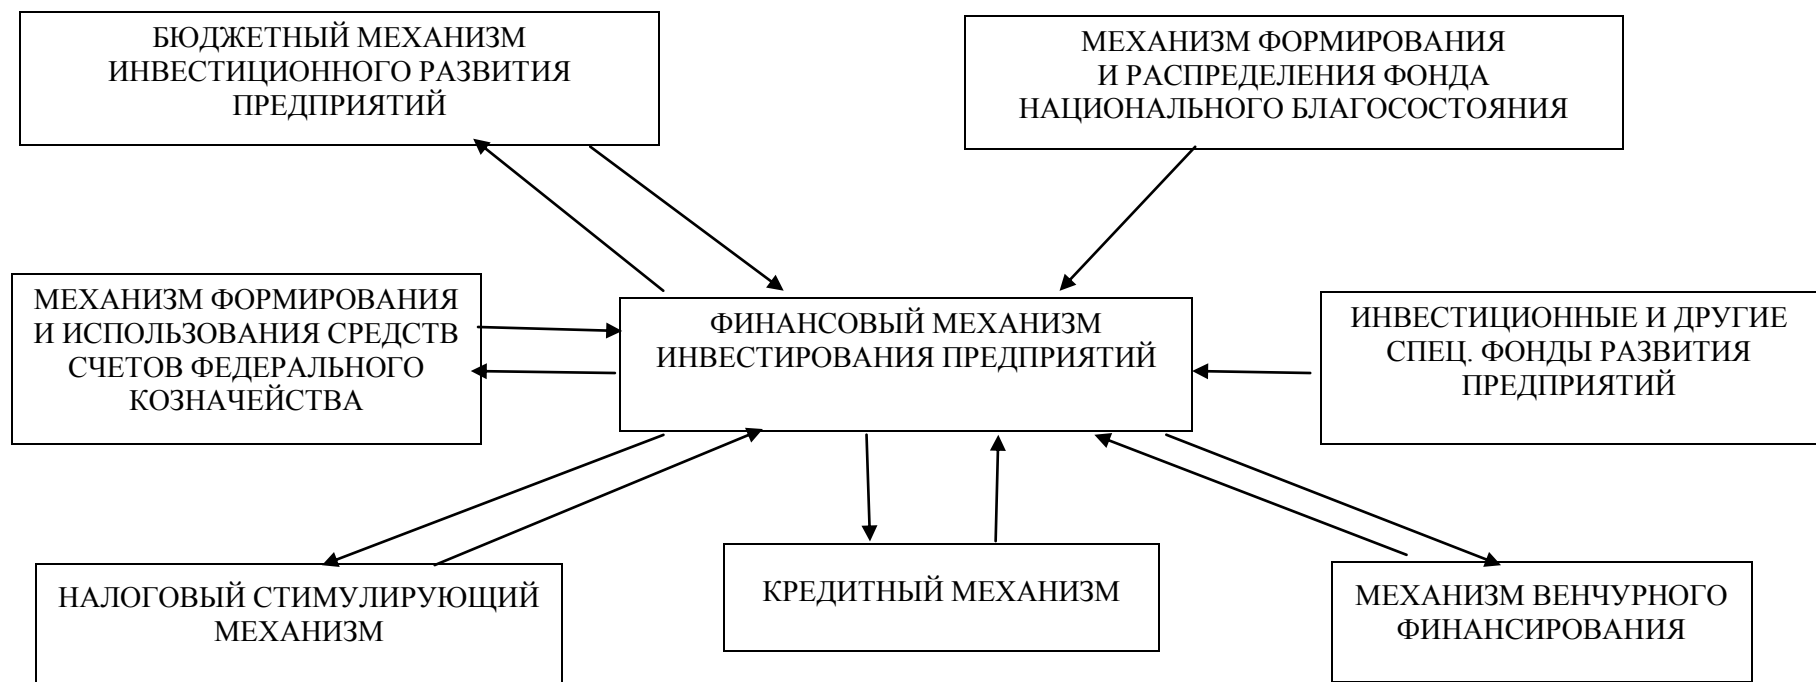 БЮДЖЕТНЫЙ МЕХАНИЗМ
ИНВЕСТИЦИОННОГО РАЗВИТИЯ
ПРЕДПРИЯТИЙ
МЕХАНИЗМ ФОРМИРОВАНИЯ
И РАСПРЕДЕЛЕНИЯ ФОНДА
НАЦИОНАЛЬНОГО БЛАГОСОСТОЯНИЯ
МЕХАНИЗМ ФОРМИРОВАНИЯ
И ИСПОЛЬЗОВАНИЯ СРЕДСТВ
СЧЕТОВ ФЕДЕРАЛЬНОГО
КОЗНАЧЕЙСТВА
ФИНАНСОВЫЙ МЕХАНИЗМ
ИНВЕСТИРОВАНИЯ ПРЕДПРИЯТИЙ
ИНВЕСТИЦИОННЫЕ И ДРУГИЕ
СПЕЦ. ФОНДЫ РАЗВИТИЯ
ПРЕДПРИЯТИЙ
НАЛОГОВЫЙ СТИМУЛИРУЮЩИЙ
МЕХАНИЗМ
КРЕДИТНЫЙ МЕХАНИЗМ
МЕХАНИЗМ ВЕНЧУРНОГО
ФИНАНСИРОВАНИЯ